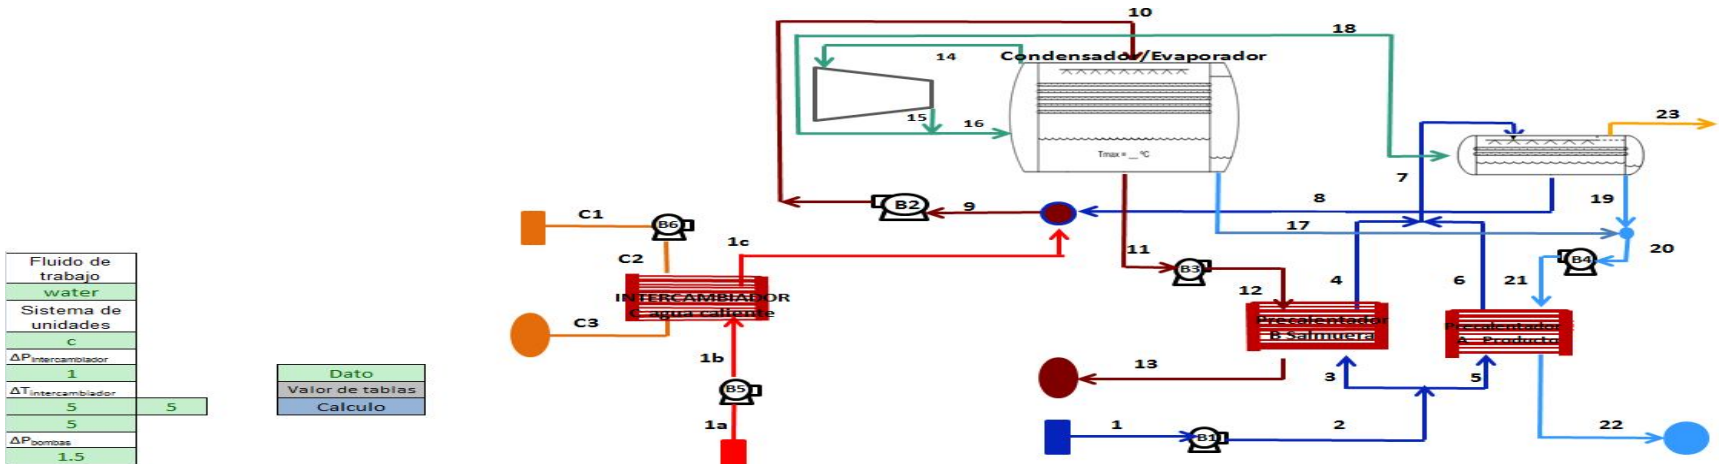 10
18
14
Condensador/Evaporador
15
16
23
Tmax = __ ºC
7
C1
B6
B2
9
8
19
17
1c
11
C2
B3
B4
20
Fluido de
trabajo
water
Sistema de
unidades
c
ΔPintercambiador
1
ΔTintercambiador
5 5
5
ΔPbombas
1.5
INTERCAMBIADOR
C agua caliente
12
4
6
21
C3
Precalentador
B Salmuera
Precalentador
A Producto
1b
13
3
5
Dato
Valor de tablas
Calculo
B5
1a
1
B1
2
22